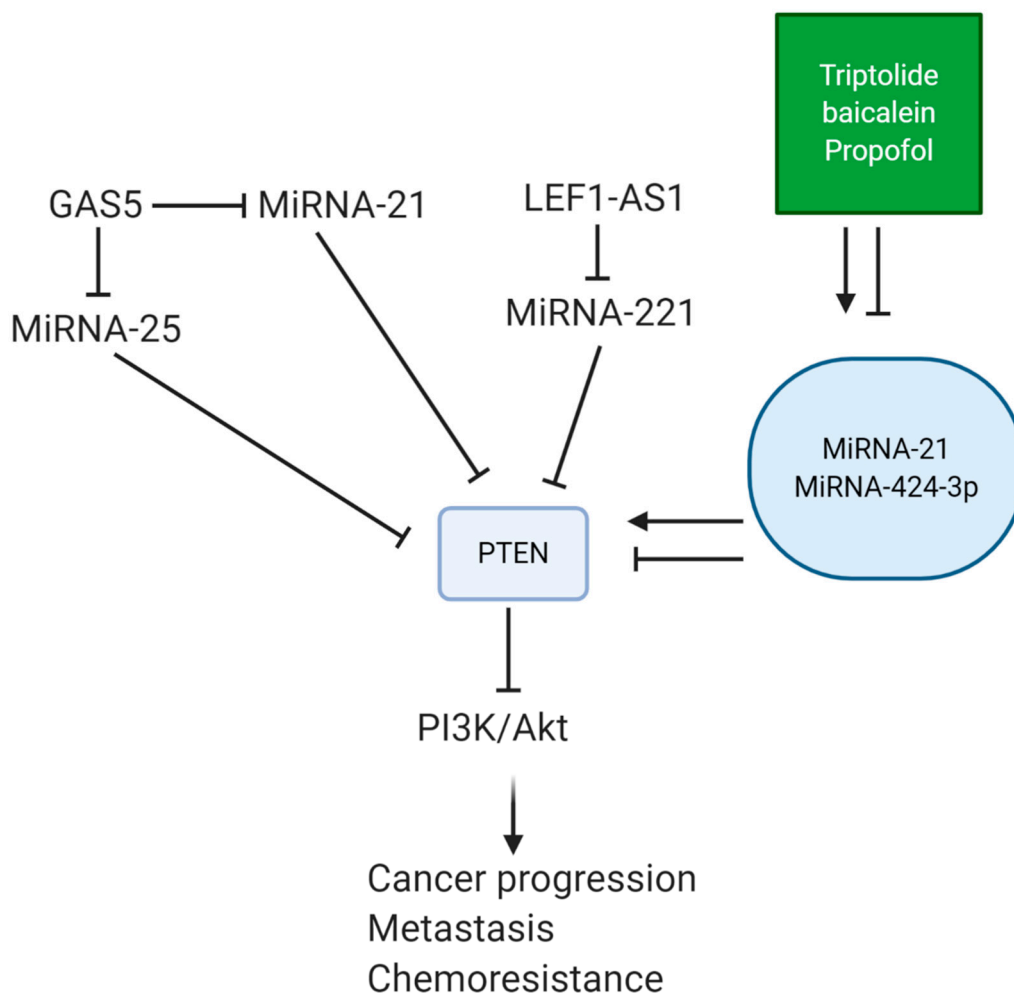 Triptolide
baicalein
Propofol
GAS5
MiRNA-21
LEF1-AS1
MiRNA-25
MiRNA-221
MiRNA-21
MiRNA-424-3p
PTEN
PI3K/Akt
Cancer progression
Metastasis
Chemoresistance